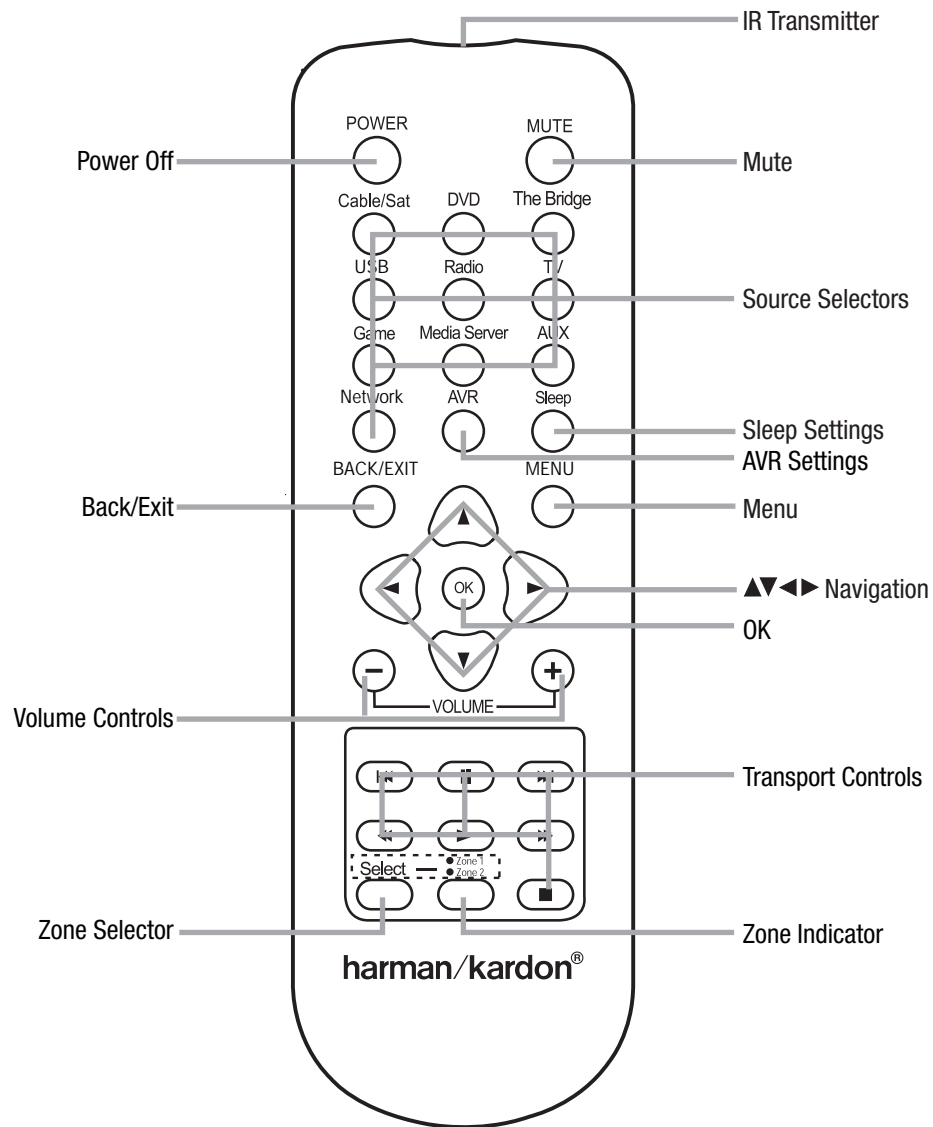 IR Transmitter
POWER
MUTE
Power Off
Mute
Cable/Sat
DVD
The Bridge
USB
Radio
TV
Source Selectors
Game
Media Server
AUX
Network
AVR
Sleep
Sleep Settings
AVR Settings
BACK/EXIT
MENU
Back/Exit
Menu
▲▼◀▶ Navigation
OK
OK
− VOLUME +
Volume Controls
Transport Controls
Select — • Zone 1
• Zone 2
Zone Selector
Zone Indicator
harman/kardon®